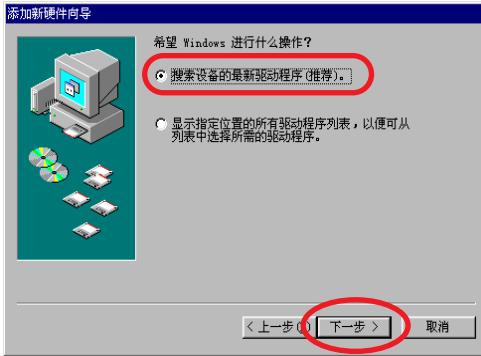 添加新硬件向导
希望 Windows 进行什么操作?
搜索设备的最新驱动程序(推荐)。
显示指定位置的所有驱动程序列表，以便可从
列表中选择所需的驱动程序。
< 上一步
下一步 >
取消